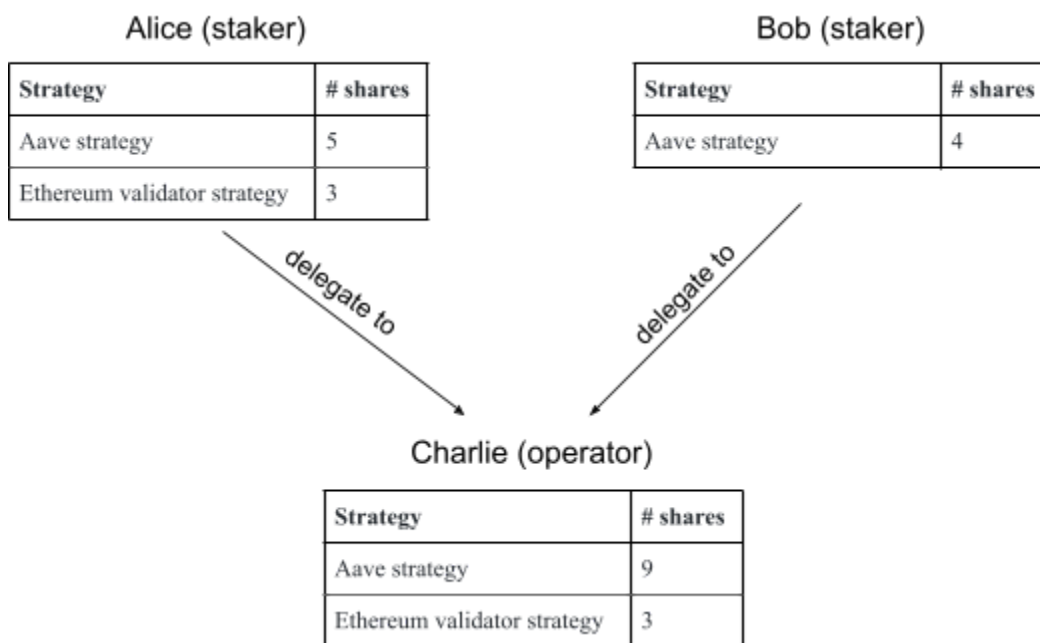 Alice (staker)
Strategy # shares
Aave strategy 5
Ethereum validator strategy 3
Bob (staker)
Strategy # shares
Aave strategy 4
delegate to
delegate to
Charlie (operator)
Strategy # shares
Aave strategy 9
Ethereum validator strategy 3